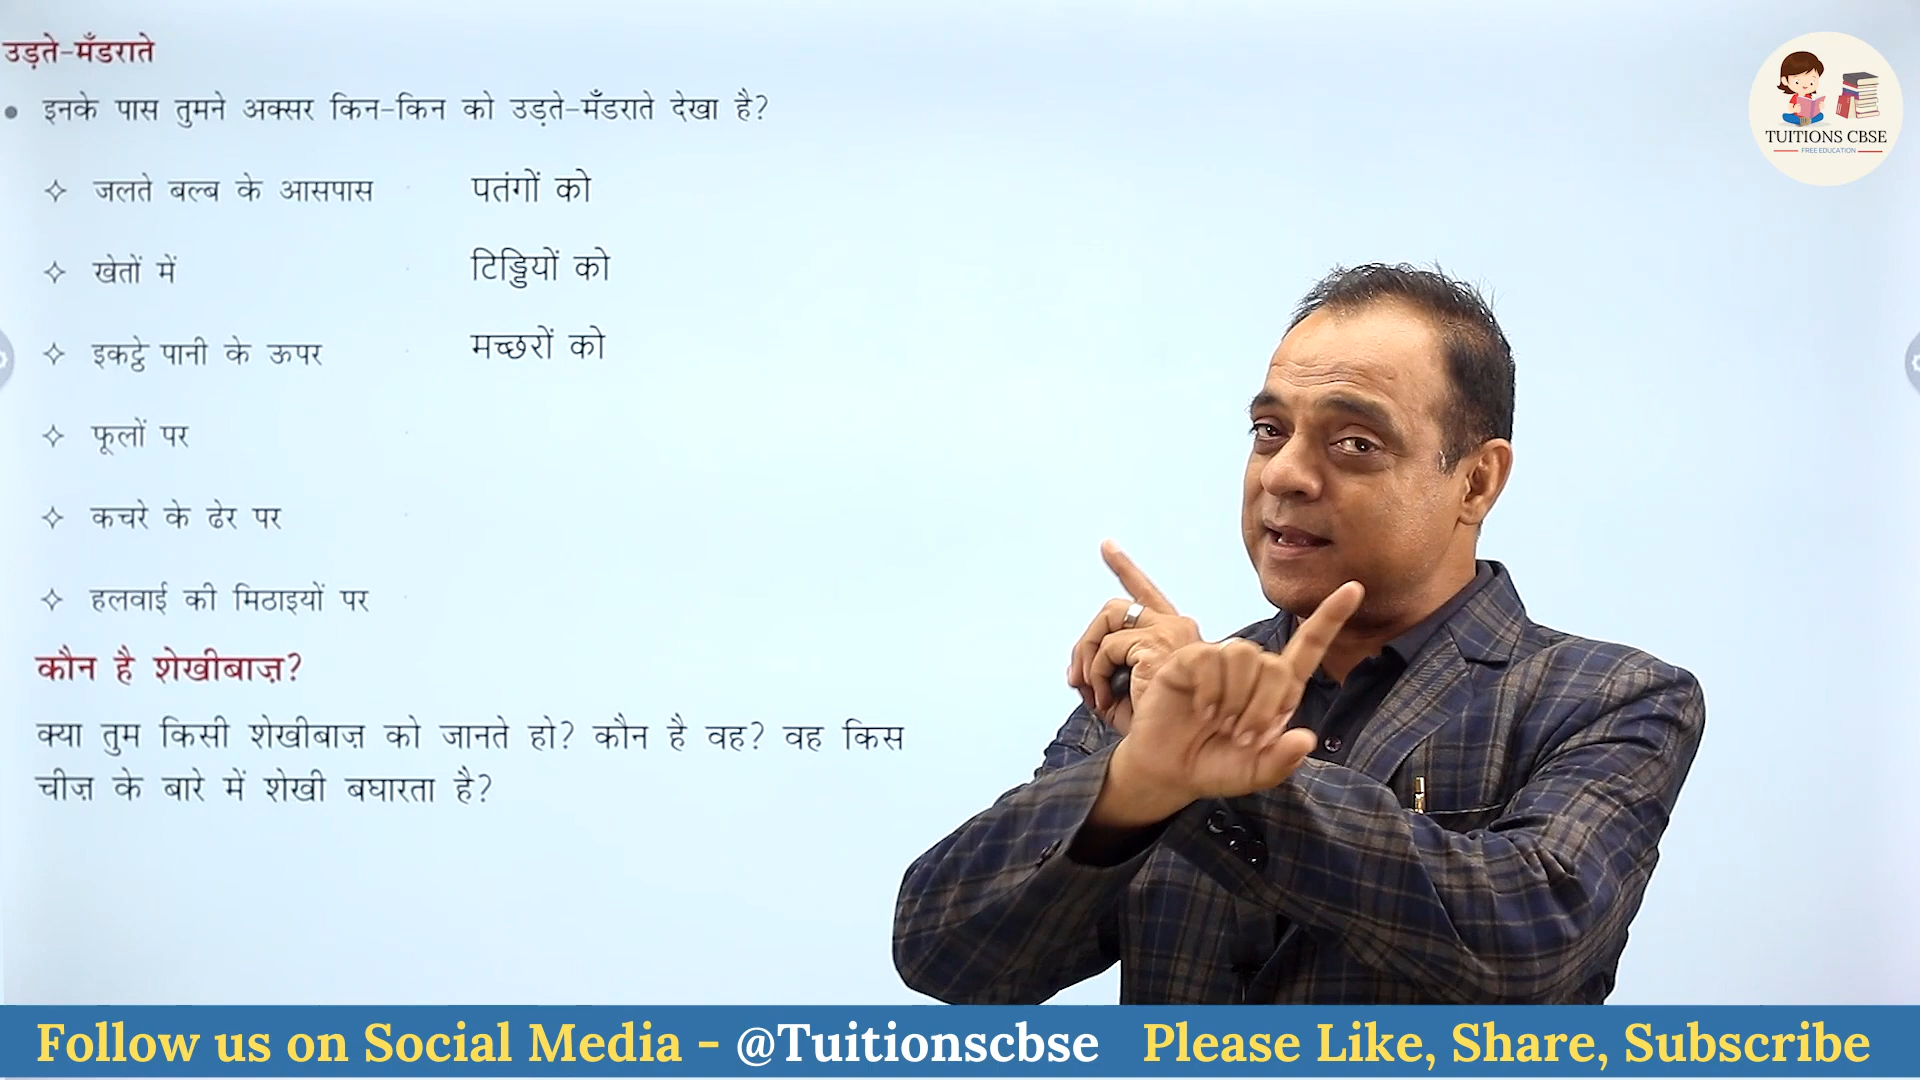 उड़ते-मँडराते
इनके पास तुमने अक्सर किन-किन को उड़ते-मँडराते देखा है?
जलते बल्ब के आसपास पतंगों को
खेतों में टिड्डियों को
इकट्ठे पानी के ऊपर मच्छरों को
फूलों पर
कचरे के ढेर पर
हलवाई की मिठाइयों पर
कौन है शेखीबाज़?
क्या तुम किसी शेखीबाज़ को जानते हो? कौन है वह? वह किस
चीज़ के बारे में शेखी बघारता है?
TUITIONS CBSE
FREE EDUCATION
Follow us on Social Media - @Tuitionscbse Please Like, Share, Subscribe